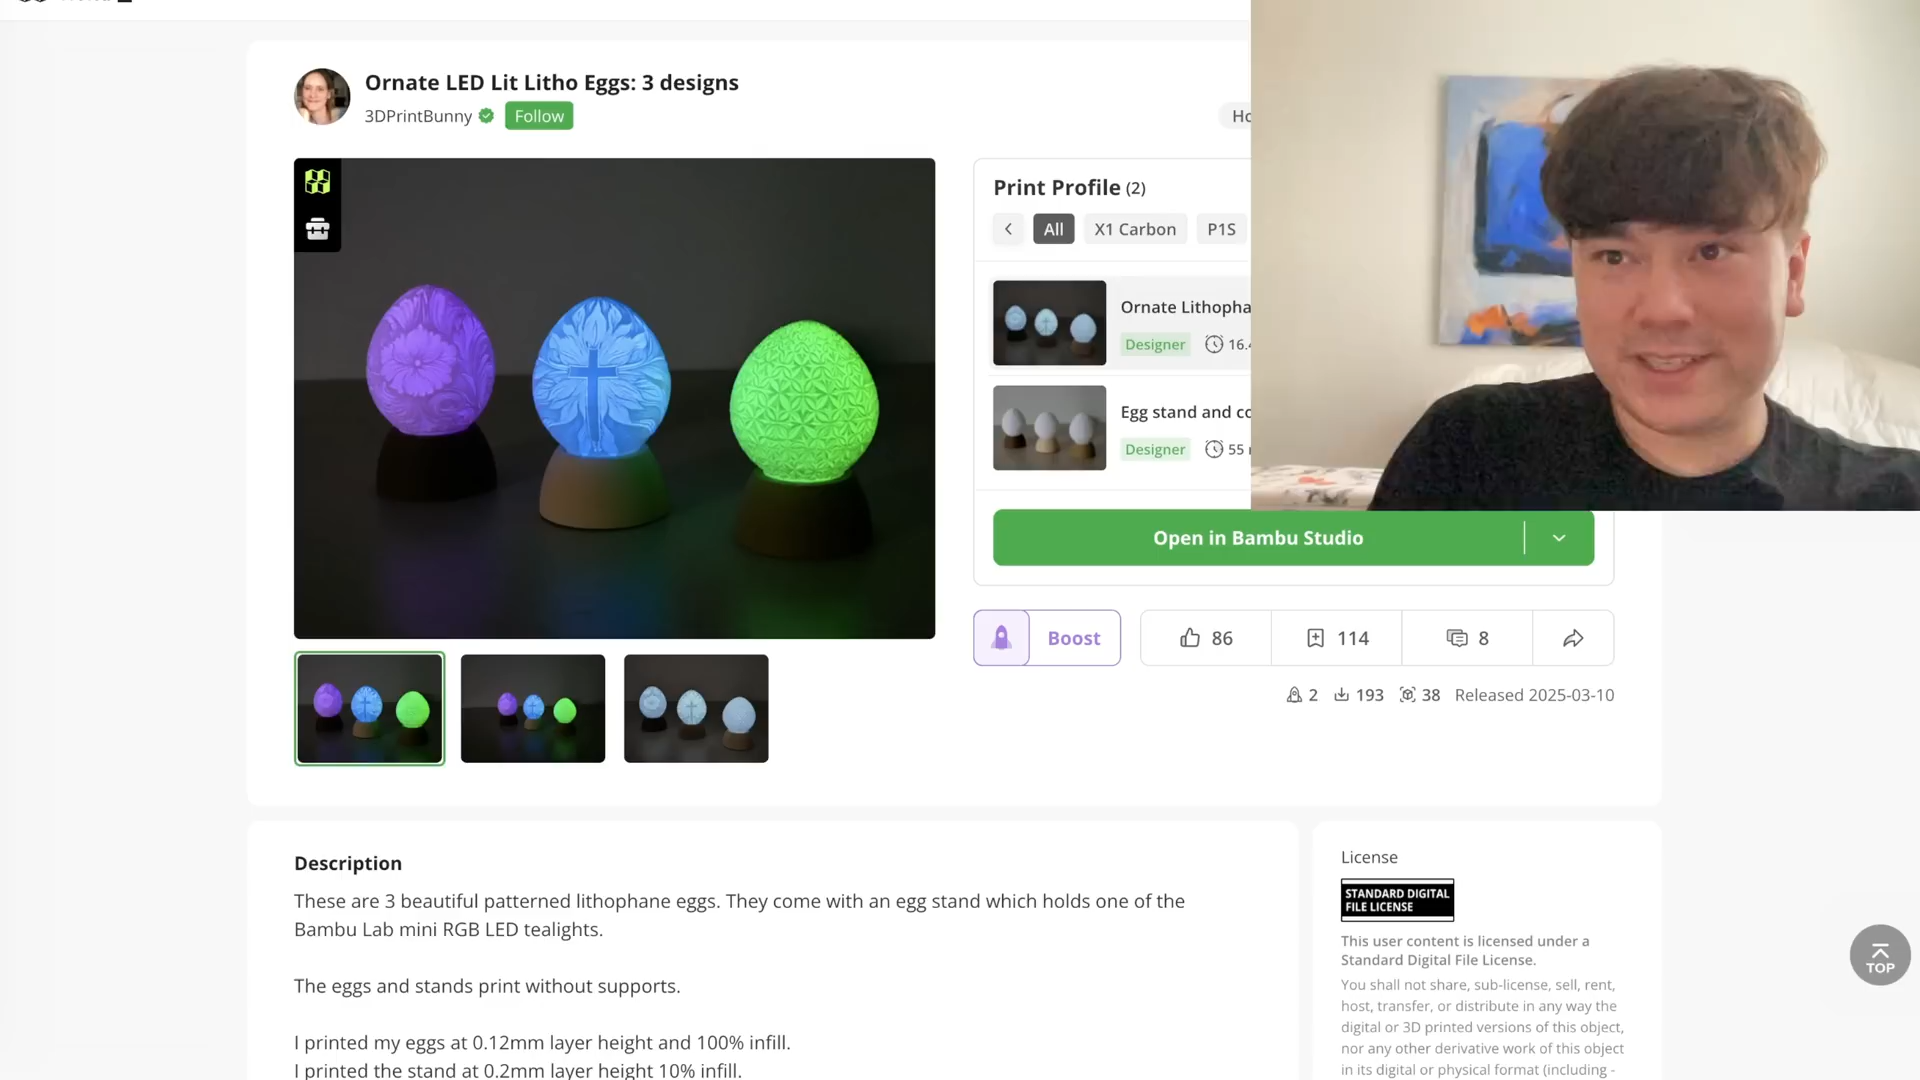 Ornate LED Lit Litho Eggs: 3 designs
3DPrintBunny
Follow
Print Profile (2)
All
X1 Carbon
P1S
Designer
Egg stand and
Designer
55
Open in Bambu Studio
Boost
86
114
8
2
193
38
Released 2025-03-10
Description
These are 3 beautiful patterned lithophane eggs. They come with an egg stand which holds one of the
Bambu Lab mini RGB LED tealights.
The eggs and stands print without supports.
I printed my eggs at 0.12mm layer height and 100% infill.
I printed the stand at 0.2mm layer height 10% infill.
License
STANDARD DIGITAL
FILE LICENSE
This user content is licensed under a
Standard Digital File License.
You shall not share, sub-license, sell, rent,
host, transfer, or distribute in any way the
digital or 3D printed versions of this object,
nor any other derivative work of this object
in its digital or physical format (including -
TOP